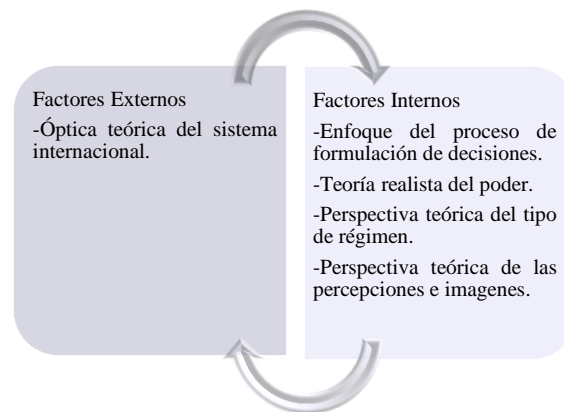 Factores Externos
-Óptica teórica del sistema
internacional.
Factores Internos
-Enfoque del proceso de
formulación de decisiones.
-Teoría realista del poder.
-Perspectiva teórica del tipo
de régimen.
-Perspectiva teórica de las
percepciones e imagenes.